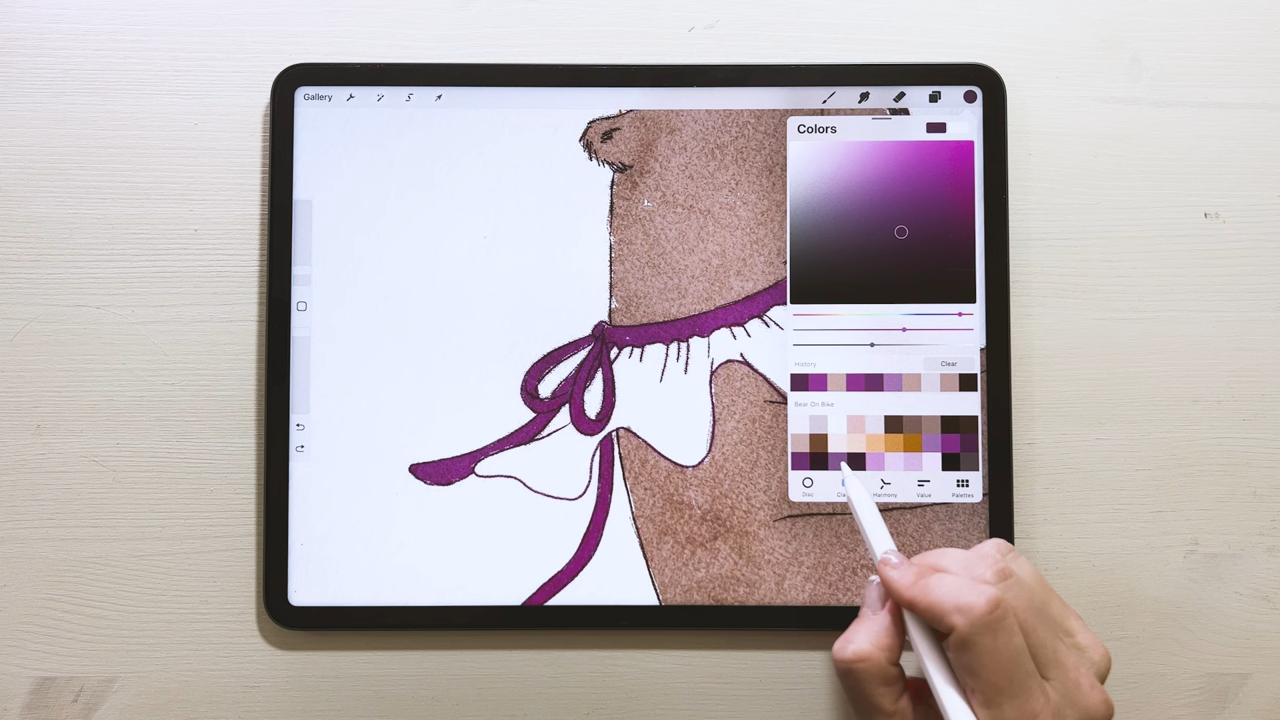 Gallery
Colors
History
Clear
Bear On Bike
Disc
Harmony
Value
Palettes